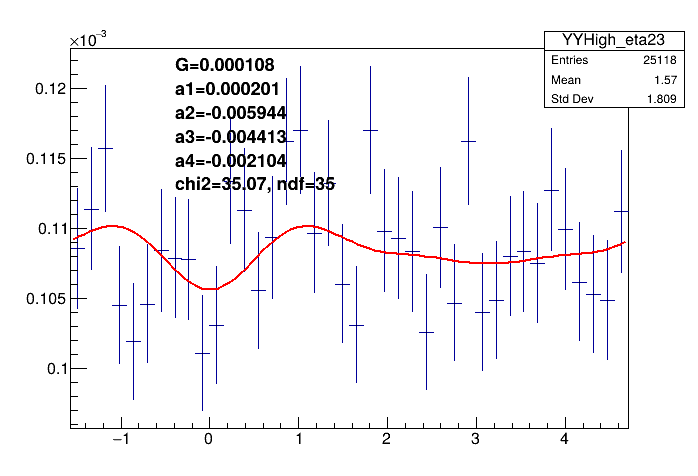 ×10⁻³
YYHigh_eta23
Entries 25118
Mean 1.57
Std Dev 1.809
G=0.000108
a1=0.000201
a2=-0.005944
a3=-0.004413
a4=-0.002104
chi2=35.07, ndf=35
0.12
0.115
0.11
0.105
0.1
−1 0 1 2 3 4